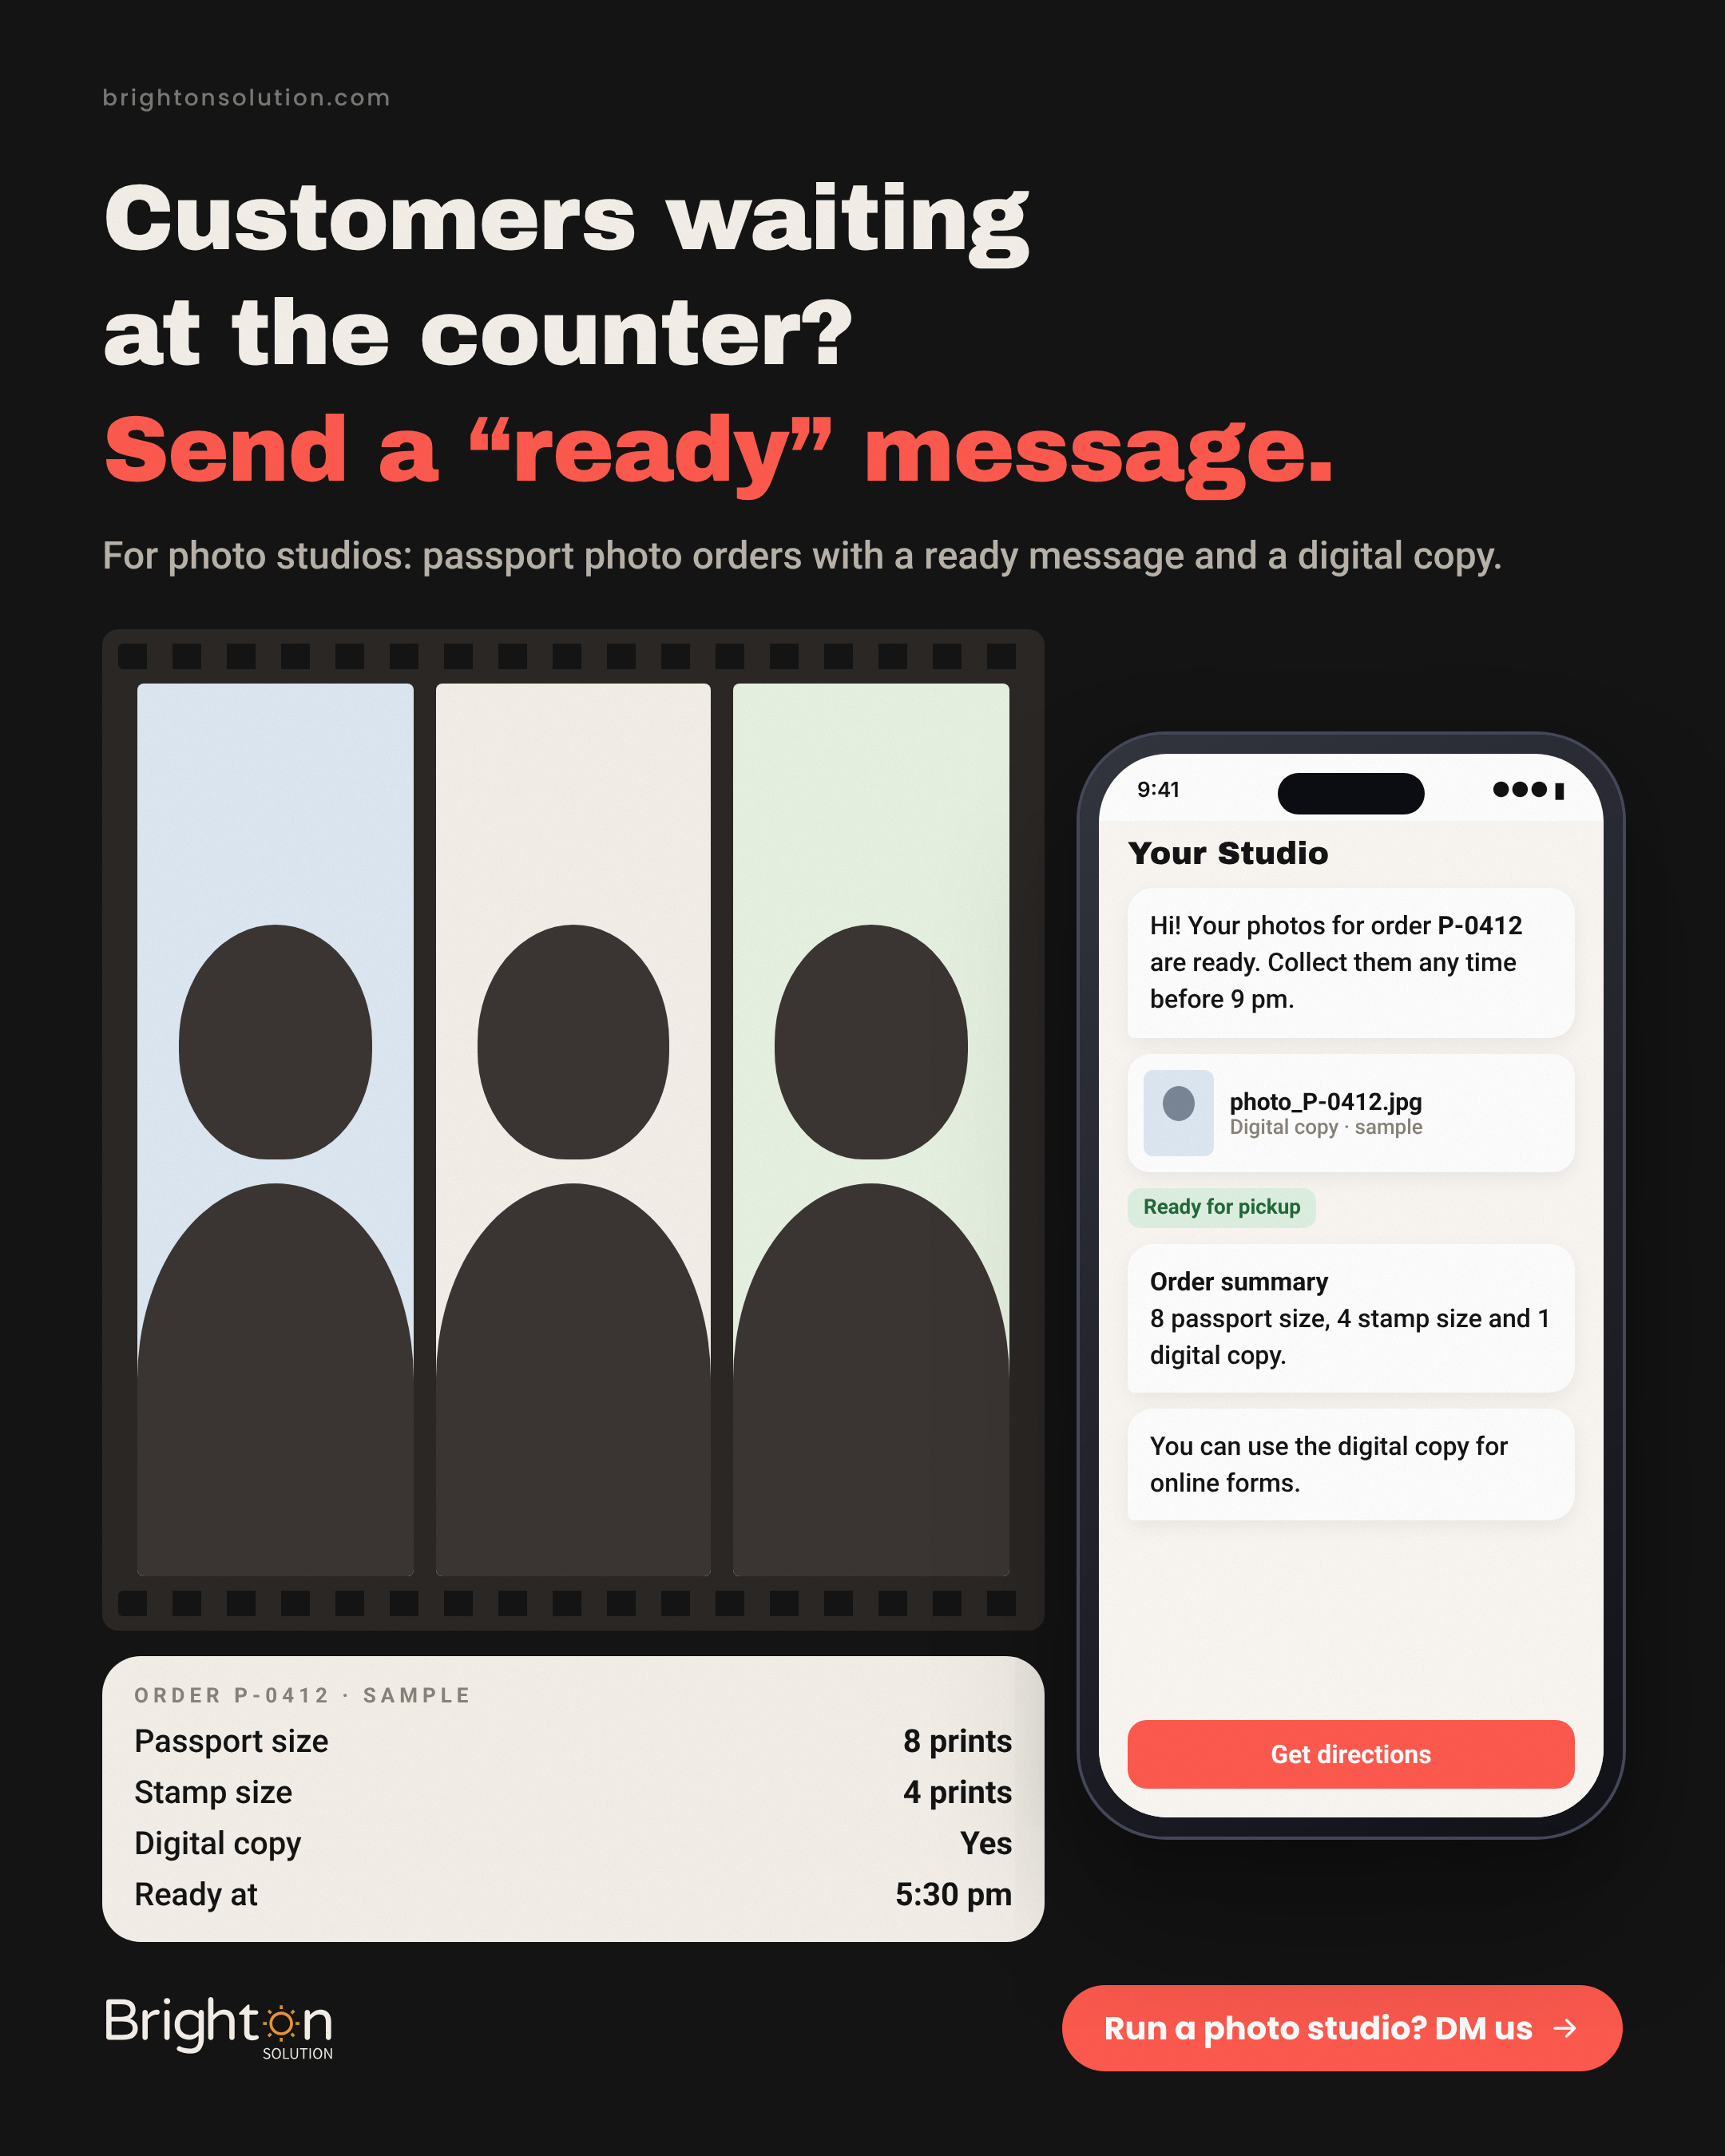 brightonsolution.com
Customers waiting
at the counter?
Send a “ready” message.
For photo studios: passport photo orders with a ready message and a digital copy.
9:41
Your Studio
Hi! Your photos for order P-0412
are ready. Collect them any time
before 9 pm.
photo_P-0412.jpg
Digital copy · sample
Ready for pickup
Order summary
8 passport size, 4 stamp size and 1
digital copy.
You can use the digital copy for
online forms.
Get directions
ORDER P-0412 · SAMPLE
Passport size 8 prints
Stamp size 4 prints
Digital copy Yes
Ready at 5:30 pm
Brighton
SOLUTION
Run a photo studio? DM us →